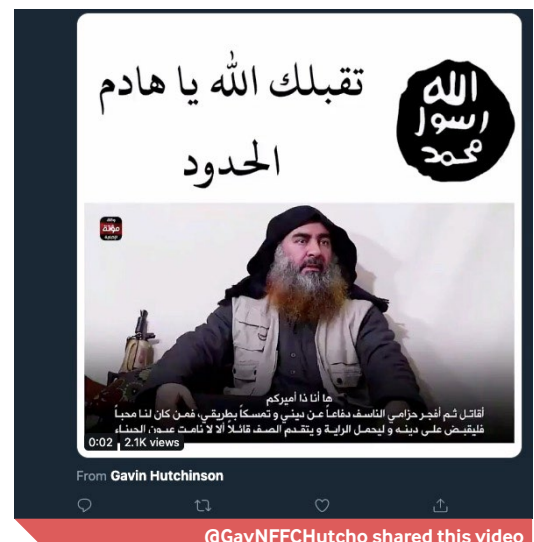 تقبلك الله يا هادم
الحدود
الله
رسول
محمد
مؤتة
ها أنا ذا أميركم
أقاتل ثم أفجر حزامي الناسف دفاعاً عن ديني و تمسكاً بطريقي، فمن كان لنا محباً
فليقبض على دينه و ليحمل الراية و يتقدم الصف قائلاً ألا لا نامت عيون الجبناء
0:02
2.1K views
From Gavin Hutchinson
@GavNFFCHutcho shared this video